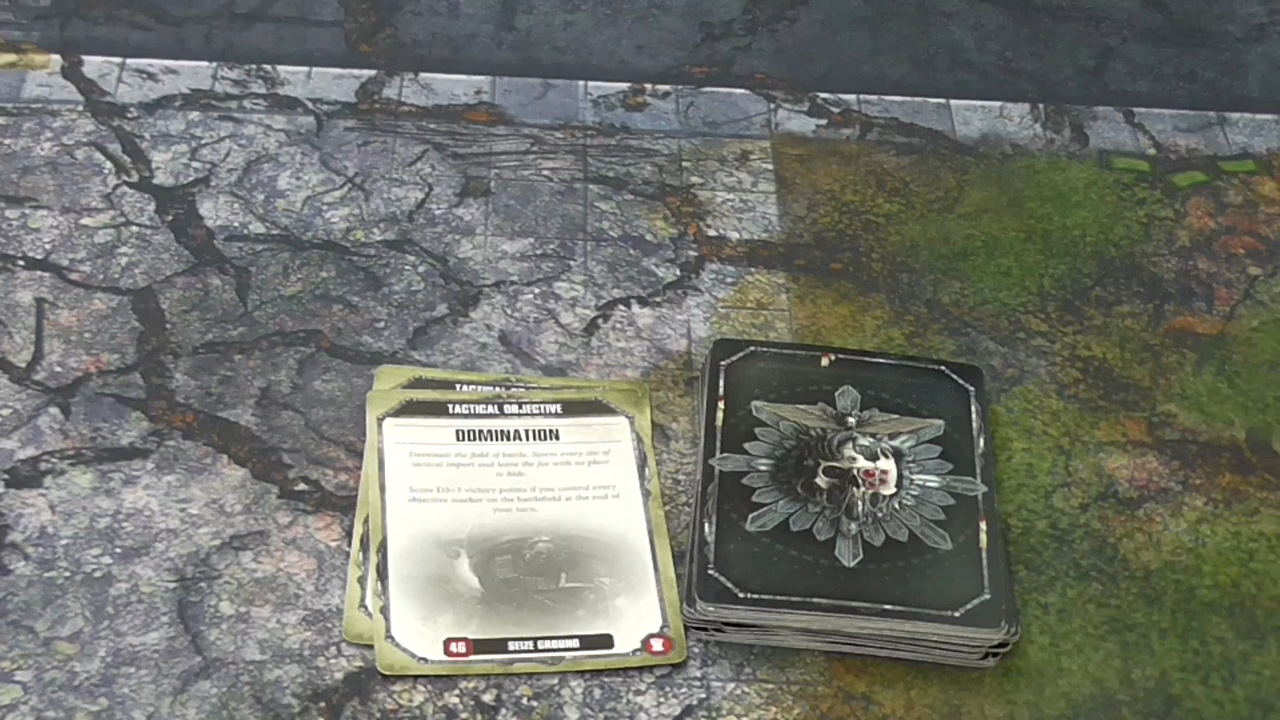 TACTICAL
TACTICAL OBJECTIVE
DOMINATION
Dominate the field of battle. Storm every site of
tactical import and leave the foe with no place
to hide.
Score D3+3 victory points if you control every
objective marker on the battlefield at the end of
your turn.
46 SEIZE GROUND